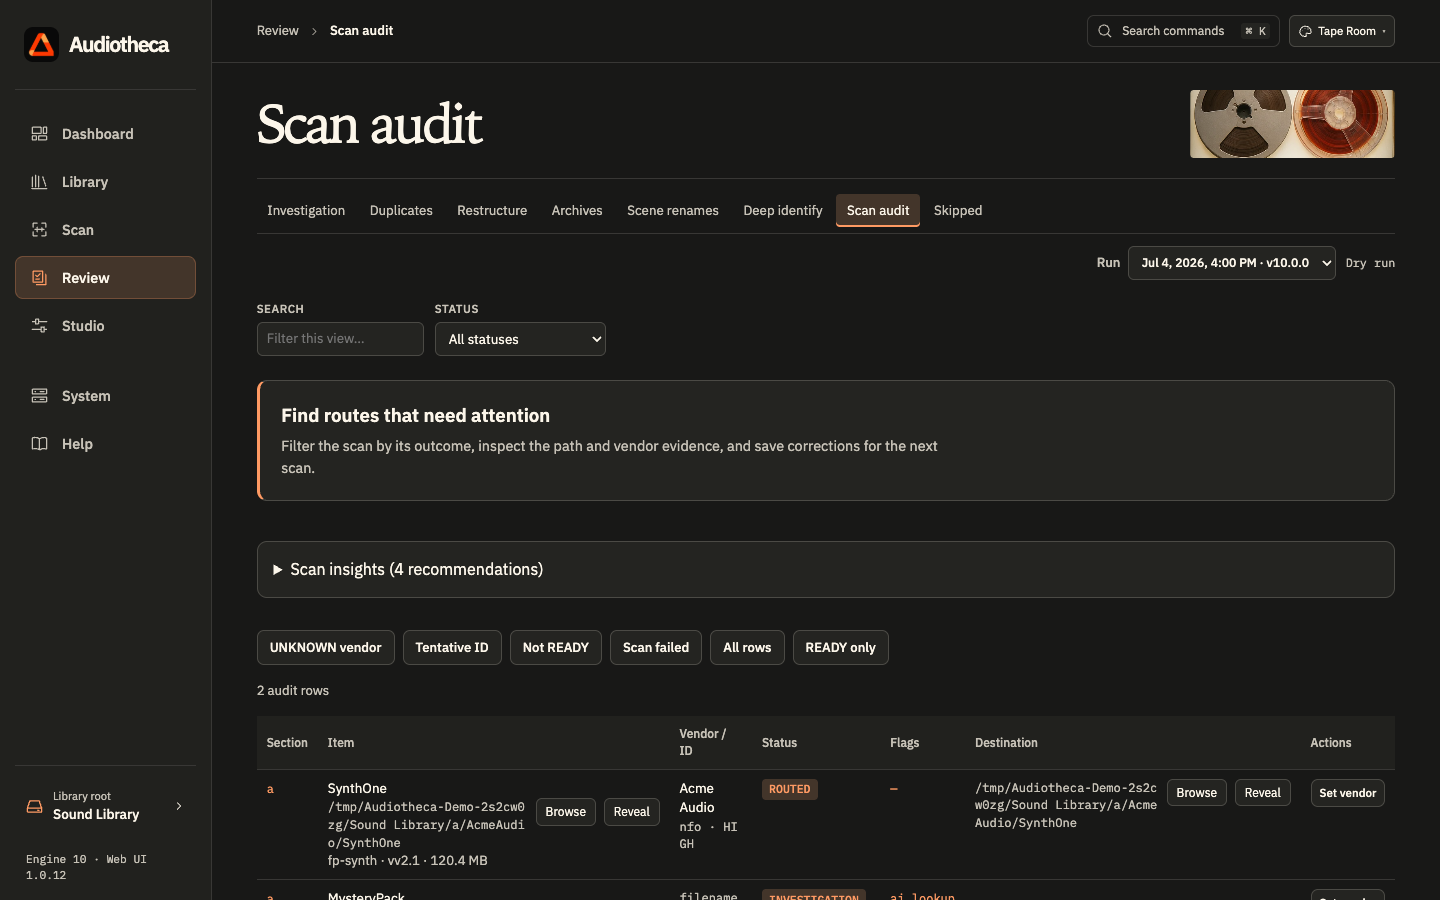 Audiotheca
Dashboard
Library
Scan
Review
Studio
System
Help
Library root
Sound Library
Engine 10 · Web UI
1.0.12
Review > Scan audit
Search commands ⌘ K
Tape Room
Scan audit
Investigation Duplicates Restructure Archives Scene renames Deep identify Scan audit Skipped
Run Jul 4, 2026, 4:00 PM · v10.0.0 Dry run
SEARCH STATUS
Filter this view... All statuses
Find routes that need attention
Filter the scan by its outcome, inspect the path and vendor evidence, and save corrections for the next
scan.
Scan insights (4 recommendations)
UNKNOWN vendor Tentative ID Not READY Scan failed All rows READY only
2 audit rows
Section Item Vendor / ID Status Flags Destination Actions
a
SynthOne
/tmp/Audiotheca-Demo-2s2cw0
zg/Sound Library/a/AcmeAudi
o/SynthOne
fp-synth · vv2.1 · 120.4 MB
Browse Reveal
Acme
Audio
nfo · HI
GH
ROUTED
—
/tmp/Audiotheca-Demo-2s2c
w0zg/Sound Library/a/Acme
Audio/SynthOne
Browse Reveal
Set vendor
a MysteryPack filename INVESTIGATION ai lookup